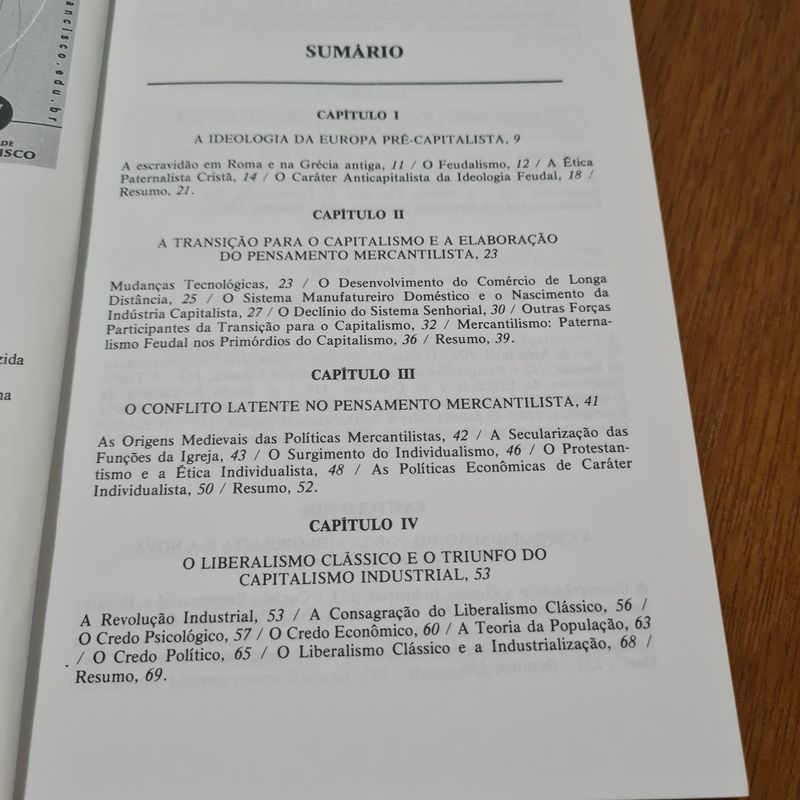 ancisco.edu.br
DE
ISCO
zida
na
SUMÁRIO
CAPÍTULO I
A IDEOLOGIA DA EUROPA PRÉ-CAPITALISTA, 9
A escravidão em Roma e na Grécia antiga, 11 / O Feudalismo, 12 / A Ética
Paternalista Cristã, 14 / O Caráter Anticapitalista da Ideologia Feudal, 18 /
Resumo, 21.
CAPÍTULO II
A TRANSIÇÃO PARA O CAPITALISMO E A ELABORAÇÃO
DO PENSAMENTO MERCANTILISTA, 23
Mudanças Tecnológicas, 23 / O Desenvolvimento do Comércio de Longa
Distância, 25 / O Sistema Manufatureiro Doméstico e o Nascimento da
Indústria Capitalista, 27 / O Declínio do Sistema Senhorial, 30 / Outras Forças
Participantes da Transição para o Capitalismo, 32 / Mercantilismo: Paterna-
lismo Feudal nos Primórdios do Capitalismo, 36 / Resumo, 39.
CAPÍTULO III
O CONFLITO LATENTE NO PENSAMENTO MERCANTILISTA, 41
As Origens Medievais das Políticas Mercantilistas, 42 / A Secularização das
Funções da Igreja, 43 / O Surgimento do Individualismo, 46 / O Protestan-
tismo e a Ética Individualista, 48 / As Políticas Econômicas de Caráter
Individualista, 50 / Resumo, 52.
CAPÍTULO IV
O LIBERALISMO CLÁSSICO E O TRIUNFO DO
CAPITALISMO INDUSTRIAL, 53
A Revolução Industrial, 53 / A Consagração do Liberalismo Clássico, 56 /
O Credo Psicológico, 57 / O Credo Econômico, 60 / A Teoria da População, 63
/ O Credo Político, 65 / O Liberalismo Clássico e a Industrialização, 68 /
Resumo, 69.